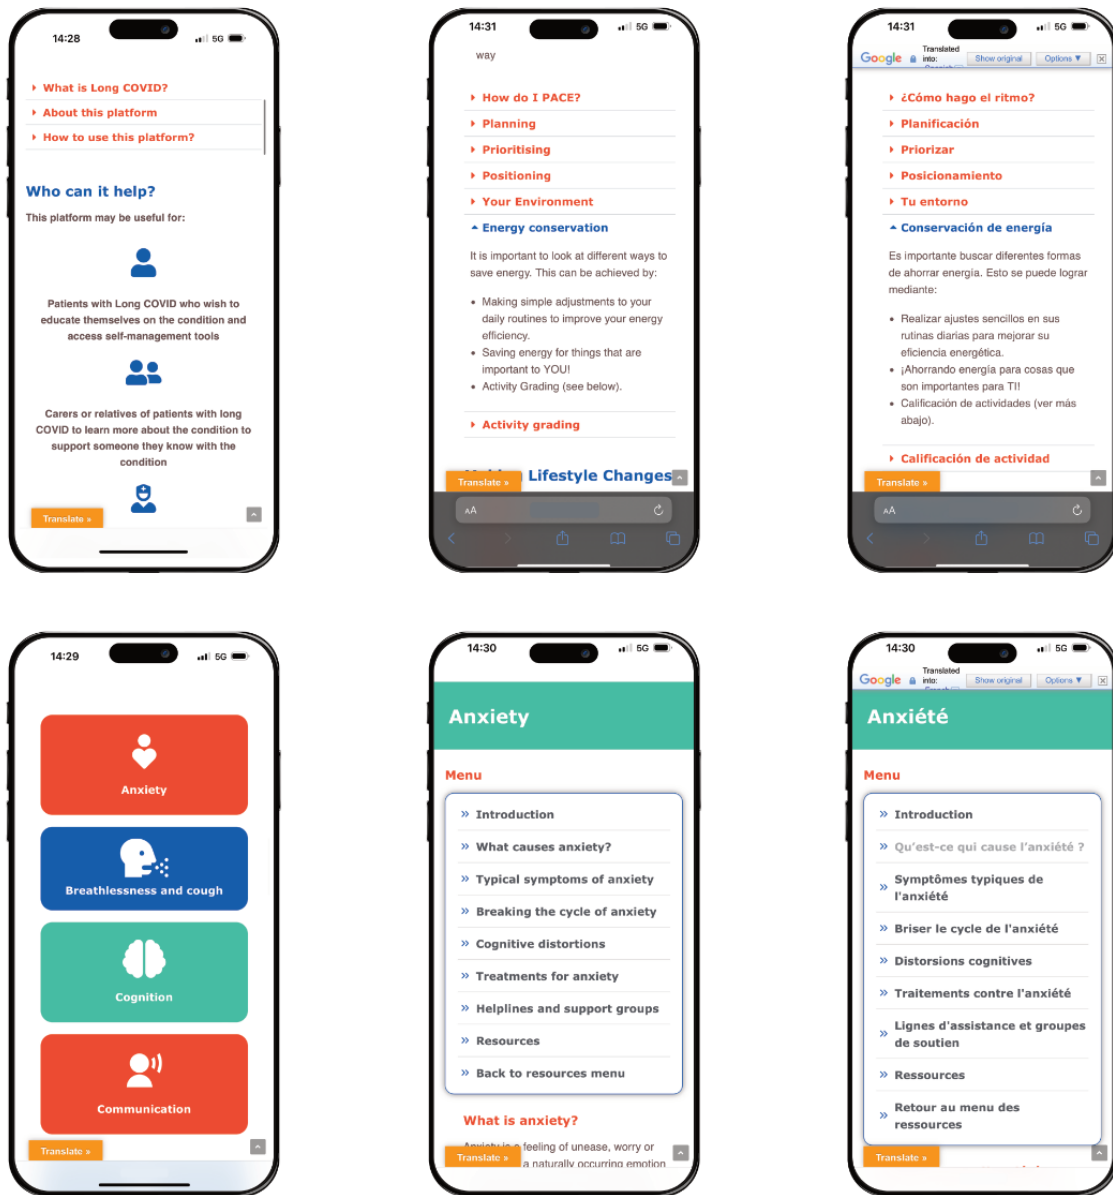 14:28
5G
What is Long COVID?
About this platform
How to use this platform?
Who can it help?
This platform may be useful for:
Patients with Long COVID who wish to
educate themselves on the condition and
access self-management tools
Carers or relatives of patients with long
COVID to learn more about the condition to
support someone they know with the
condition
Translate »
14:31
5G
way
How do I PACE?
Planning
Prioritising
Positioning
Your Environment
Energy conservation
It is important to look at different ways to
save energy. This can be achieved by:
• Making simple adjustments to your
daily routines to improve your energy
efficiency.
• Saving energy for things that are
important to YOU!
• Activity Grading (see below).
Activity grading
Lifestyle Changes
Translate »
AA
14:31
5G
Google
Translated
into:
Show original
Options ▼
¿Cómo hago el ritmo?
Planificación
Priorizar
Posicionamiento
Tu entorno
Conservación de energía
Es importante buscar diferentes formas
de ahorrar energía. Esto se puede lograr
mediante:
• Realizar ajustes sencillos en sus
rutinas diarias para mejorar su
eficiencia energética.
• ¡Ahorrando energía para cosas que
son importantes para TI!
• Calificación de actividades (ver más
abajo).
Calificación de actividad
Translate »
AA
14:29
5G
Anxiety
Breathlessness and cough
Cognition
Communication
Translate »
14:30
5G
Anxiety
Menu
» Introduction
» What causes anxiety?
» Typical symptoms of anxiety
» Breaking the cycle of anxiety
» Cognitive distortions
» Treatments for anxiety
» Helplines and support groups
» Resources
» Back to resources menu
What is anxiety?
Anxiety is a feeling of unease, worry or
a naturally occurring emotion
Translate »
14:30
5G
Google
Translated
into:
Show original
Options ▼
Anxiété
Menu
» Introduction
» Qu'est-ce qui cause l'anxiété ?
» Symptômes typiques de
l'anxiété
» Briser le cycle de l'anxiété
» Distorsions cognitives
» Traitements contre l'anxiété
» Lignes d'assistance et groupes
de soutien
» Ressources
» Retour au menu des
ressources
Translate »